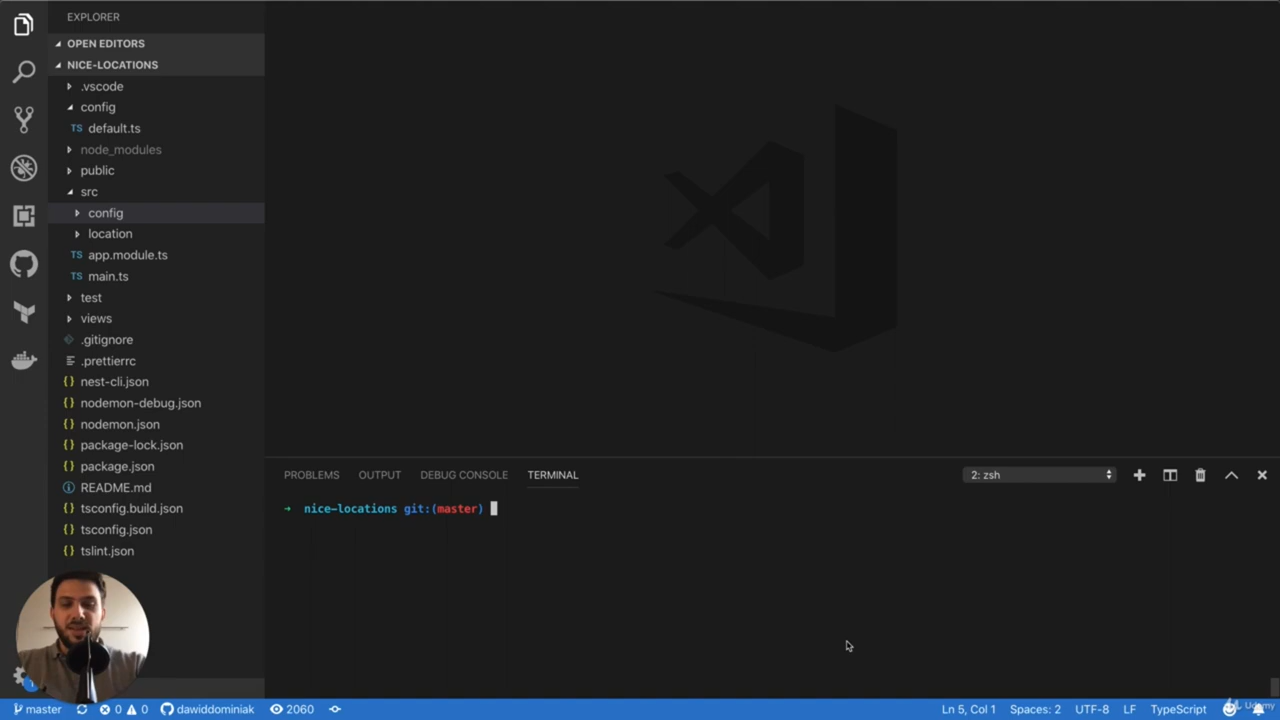 EXPLORER
OPEN EDITORS
NICE-LOCATIONS
.vscode
config
TS default.ts
node_modules
public
src
config
location
TS app.module.ts
TS main.ts
test
views
.gitignore
.prettierrc
{} nest-cli.json
{} nodemon-debug.json
{} nodemon.json
{} package-lock.json
{} package.json
README.md
{} tsconfig.build.json
{} tsconfig.json
{} tslint.json
PROBLEMS OUTPUT DEBUG CONSOLE TERMINAL 2: zsh
→ nice-locations git:(master)
master 0 0 dawiddominiak 2060 Ln 5, Col 1 Spaces: 2 UTF-8 LF TypeScript
Udemy